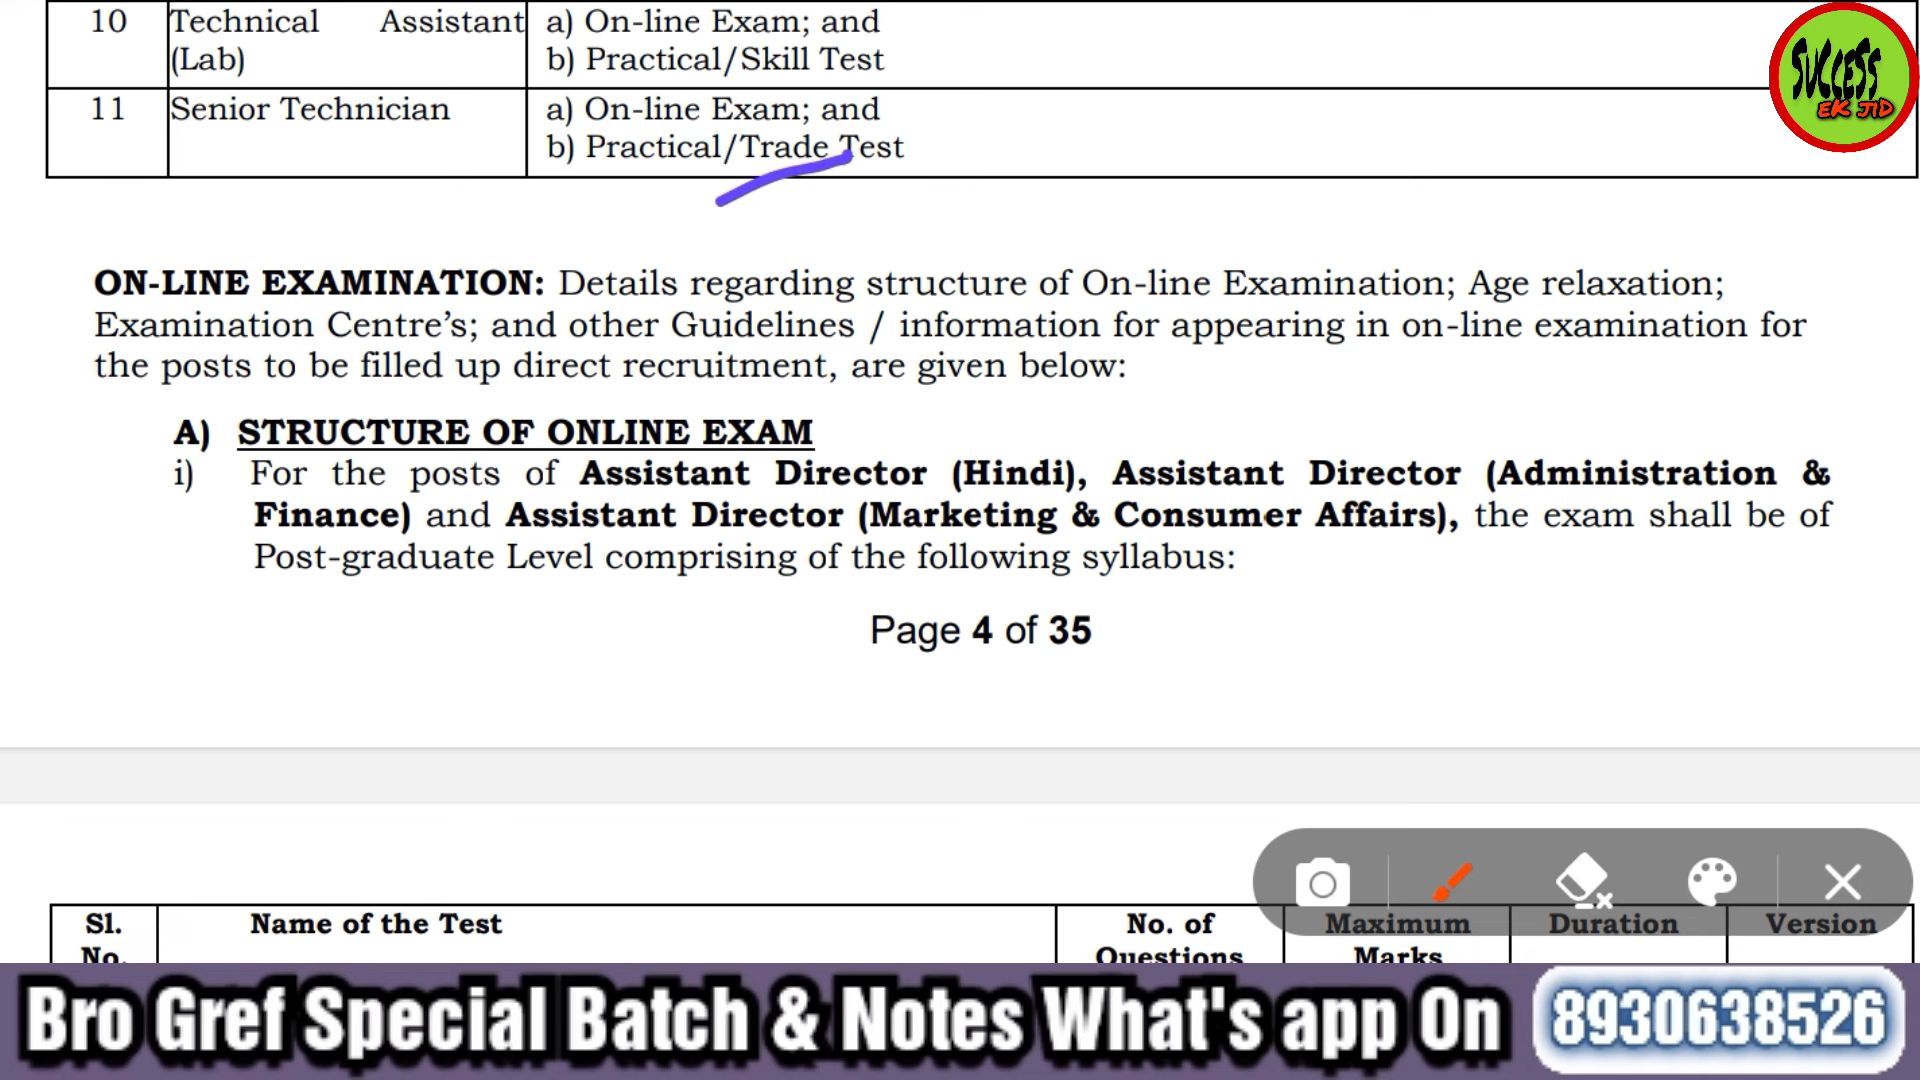 10 Technical Assistant a) On-line Exam; and
(Lab) b) Practical/Skill Test
11 Senior Technician a) On-line Exam; and
b) Practical/Trade Test
SUCCESS
EK JID
ON-LINE EXAMINATION: Details regarding structure of On-line Examination; Age relaxation;
Examination Centre’s; and other Guidelines / information for appearing in on-line examination for
the posts to be filled up direct recruitment, are given below:
A) STRUCTURE OF ONLINE EXAM
i) For the posts of Assistant Director (Hindi), Assistant Director (Administration &
Finance) and Assistant Director (Marketing & Consumer Affairs), the exam shall be of
Post-graduate Level comprising of the following syllabus:
Page 4 of 35
Sl. Name of the Test No. of Maximum Duration Version
No. Questions Marks
Bro Gref Special Batch & Notes What's app On 8930638526